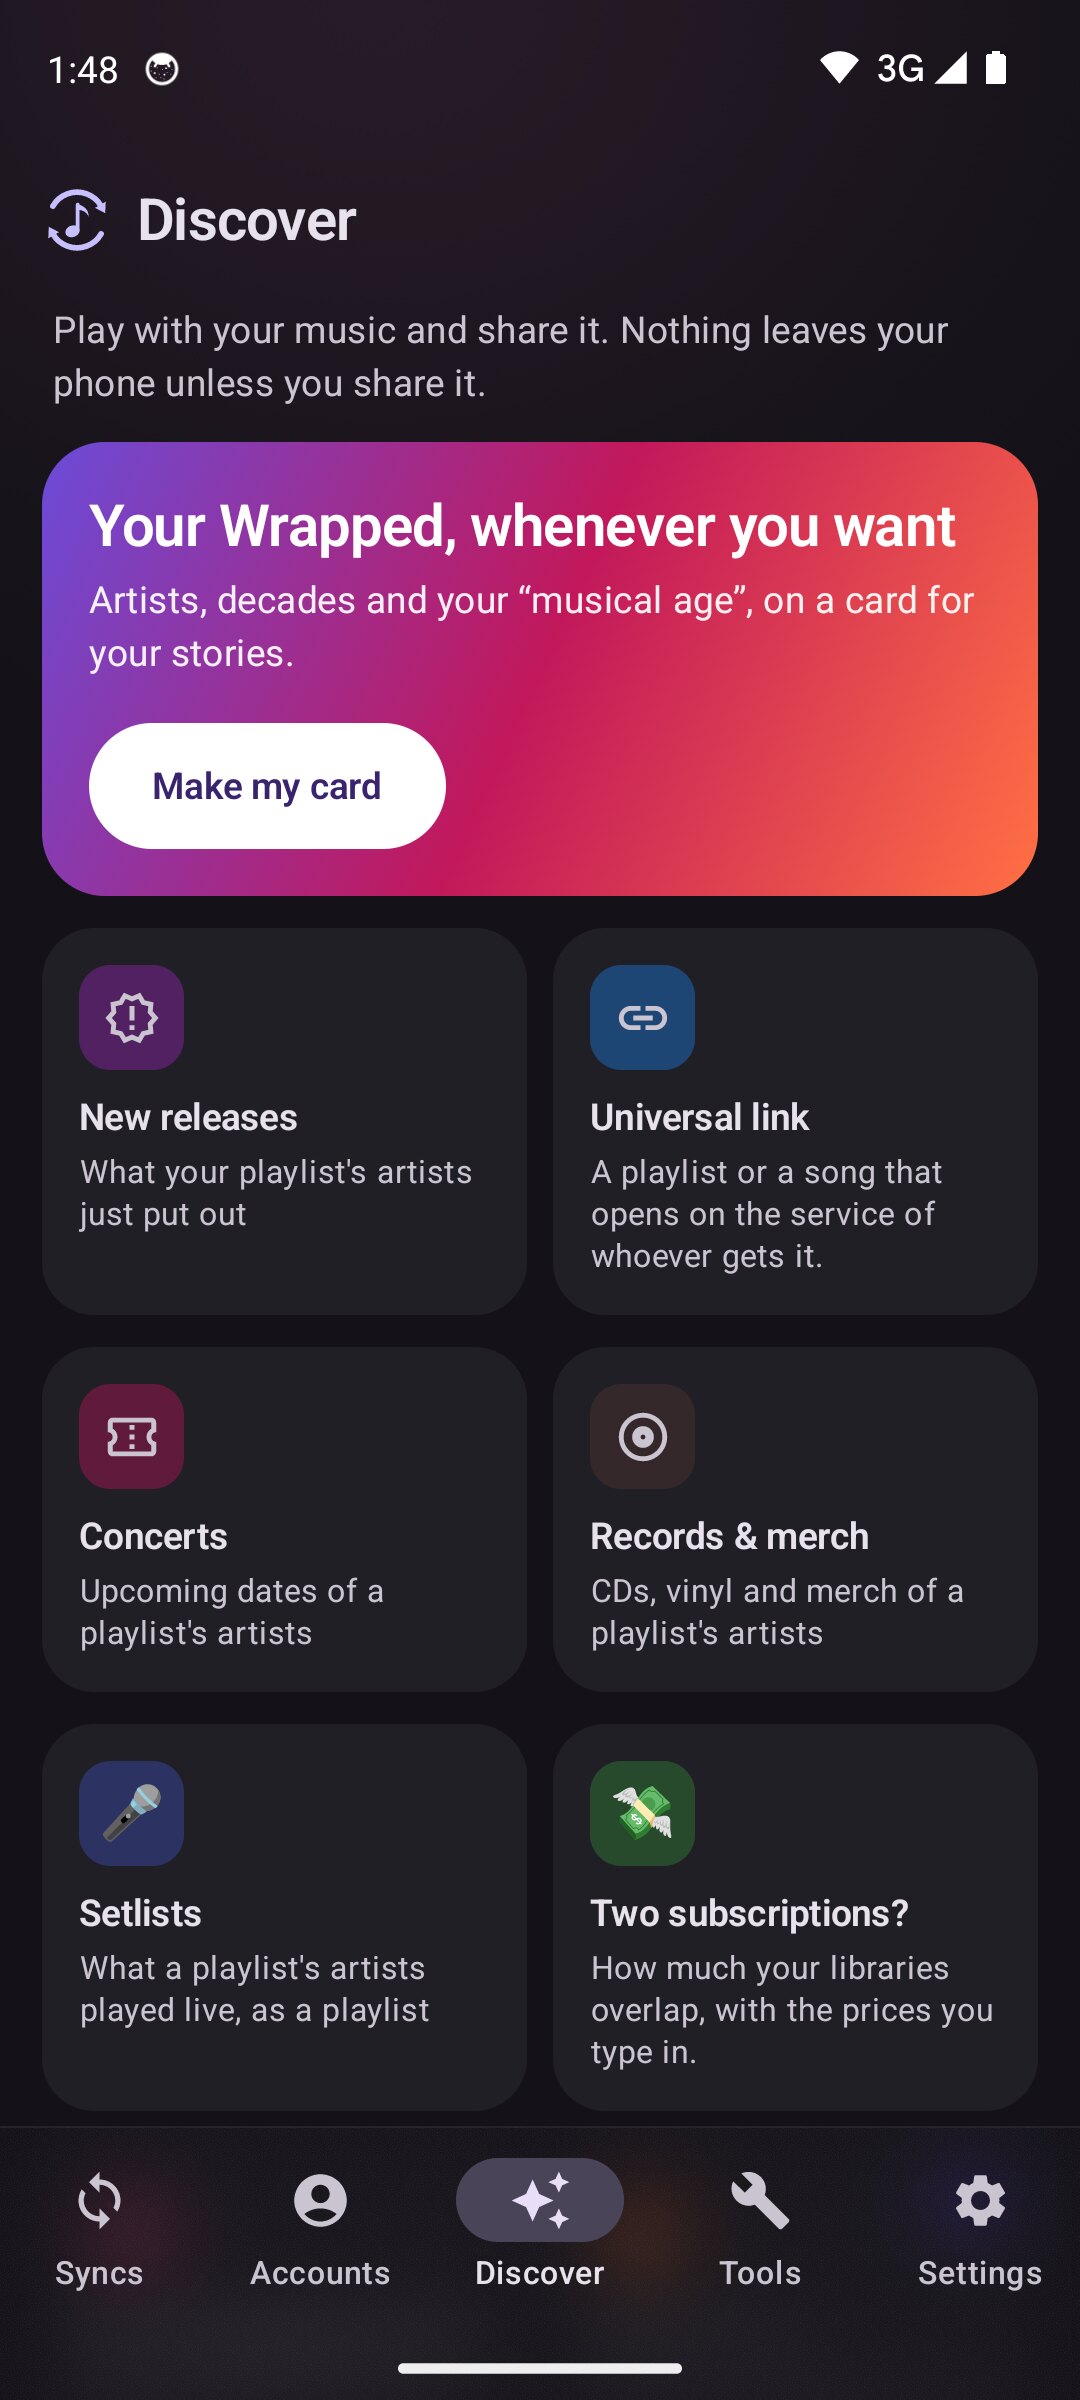 1:48
3G
Discover
Play with your music and share it. Nothing leaves your
phone unless you share it.
Your Wrapped, whenever you want
Artists, decades and your “musical age”, on a card for
your stories.
Make my card
New releases
What your playlist's artists
just put out
Universal link
A playlist or a song that
opens on the service of
whoever gets it.
Concerts
Upcoming dates of a
playlist's artists
Records & merch
CDs, vinyl and merch of a
playlist's artists
Setlists
What a playlist's artists
played live, as a playlist
Two subscriptions?
How much your libraries
overlap, with the prices you
type in.
Syncs
Accounts
Discover
Tools
Settings